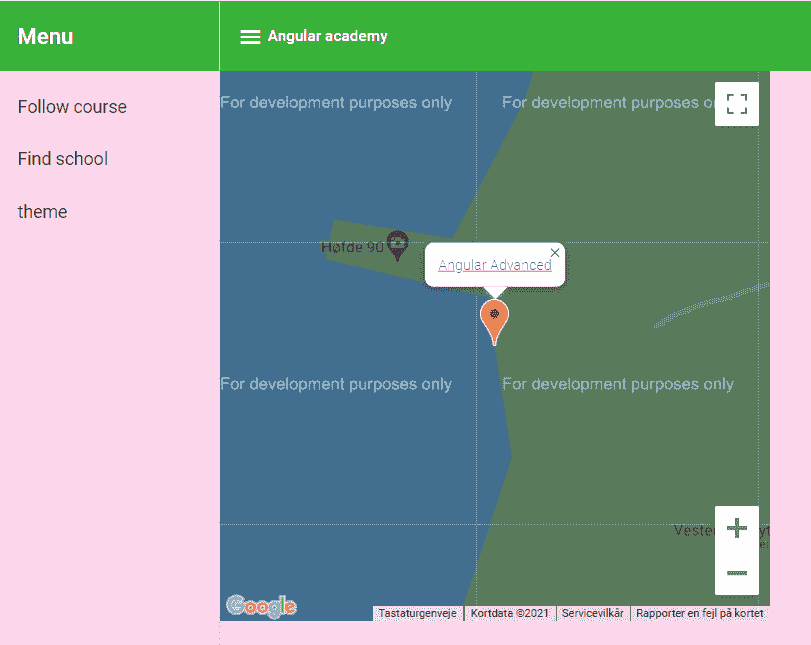 Menu
Angular academy
Follow course
Find school
theme
For development purposes only
For development purposes
Høfde 90
Angular Advanced
For development purposes only
For development purposes only
Google
Tastaturgenveje
Kortdata ©2021
Servicevilkår
Rapporter en fejl på kortet